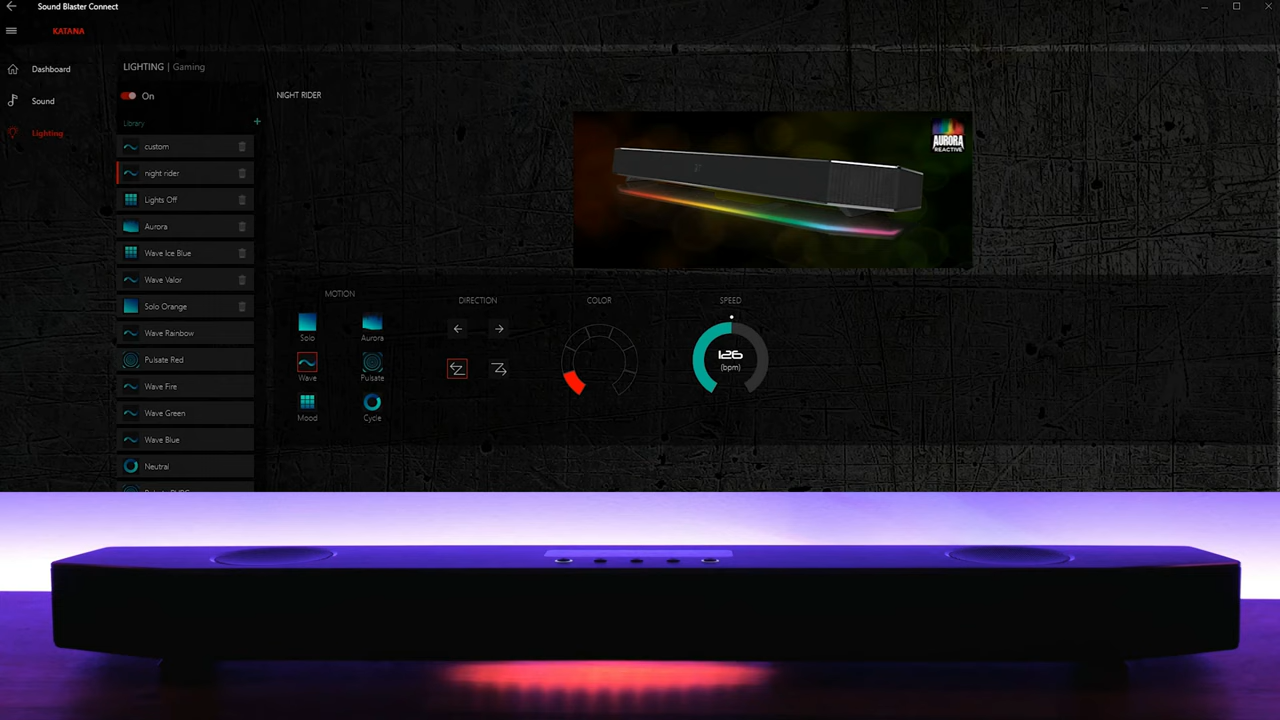 Sound Blaster Connect
KATANA
Dashboard
Sound
Lighting
LIGHTING | Gaming
On
Library
custom
night rider
Lights Off
Aurora
Wave Ice Blue
Wave Valor
Solo Orange
Wave Rainbow
Pulsate Red
Wave Fire
Wave Green
Wave Blue
Neutral
NIGHT RIDER
AURORA
REACTIVE
MOTION
Solo
Aurora
Wave
Pulsate
Mood
Cycle
DIRECTION
COLOR
SPEED
126
(bpm)